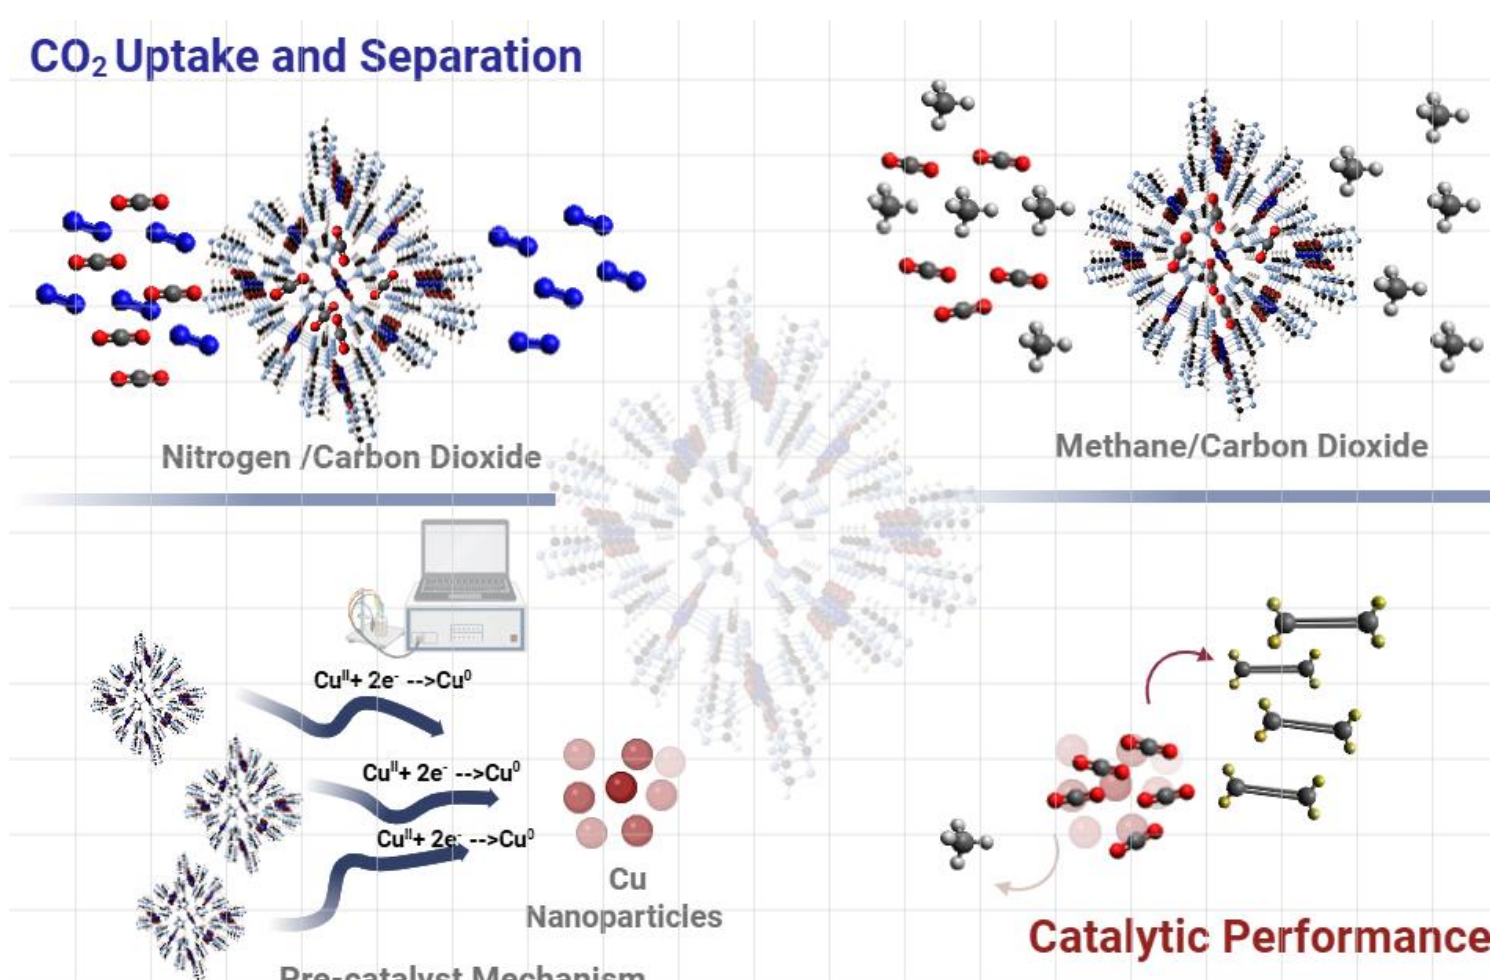 CO₂ Uptake and Separation
Nitrogen /Carbon Dioxide
Methane/Carbon Dioxide
Cuᴵᴵ+ 2e⁻ -->Cu⁰
Cuᴵᴵ+ 2e⁻ -->Cu⁰
Cuᴵᴵ+ 2e⁻ -->Cu⁰
Cu
Nanoparticles
Catalytic Performance
Pre-catalyst Mechanism